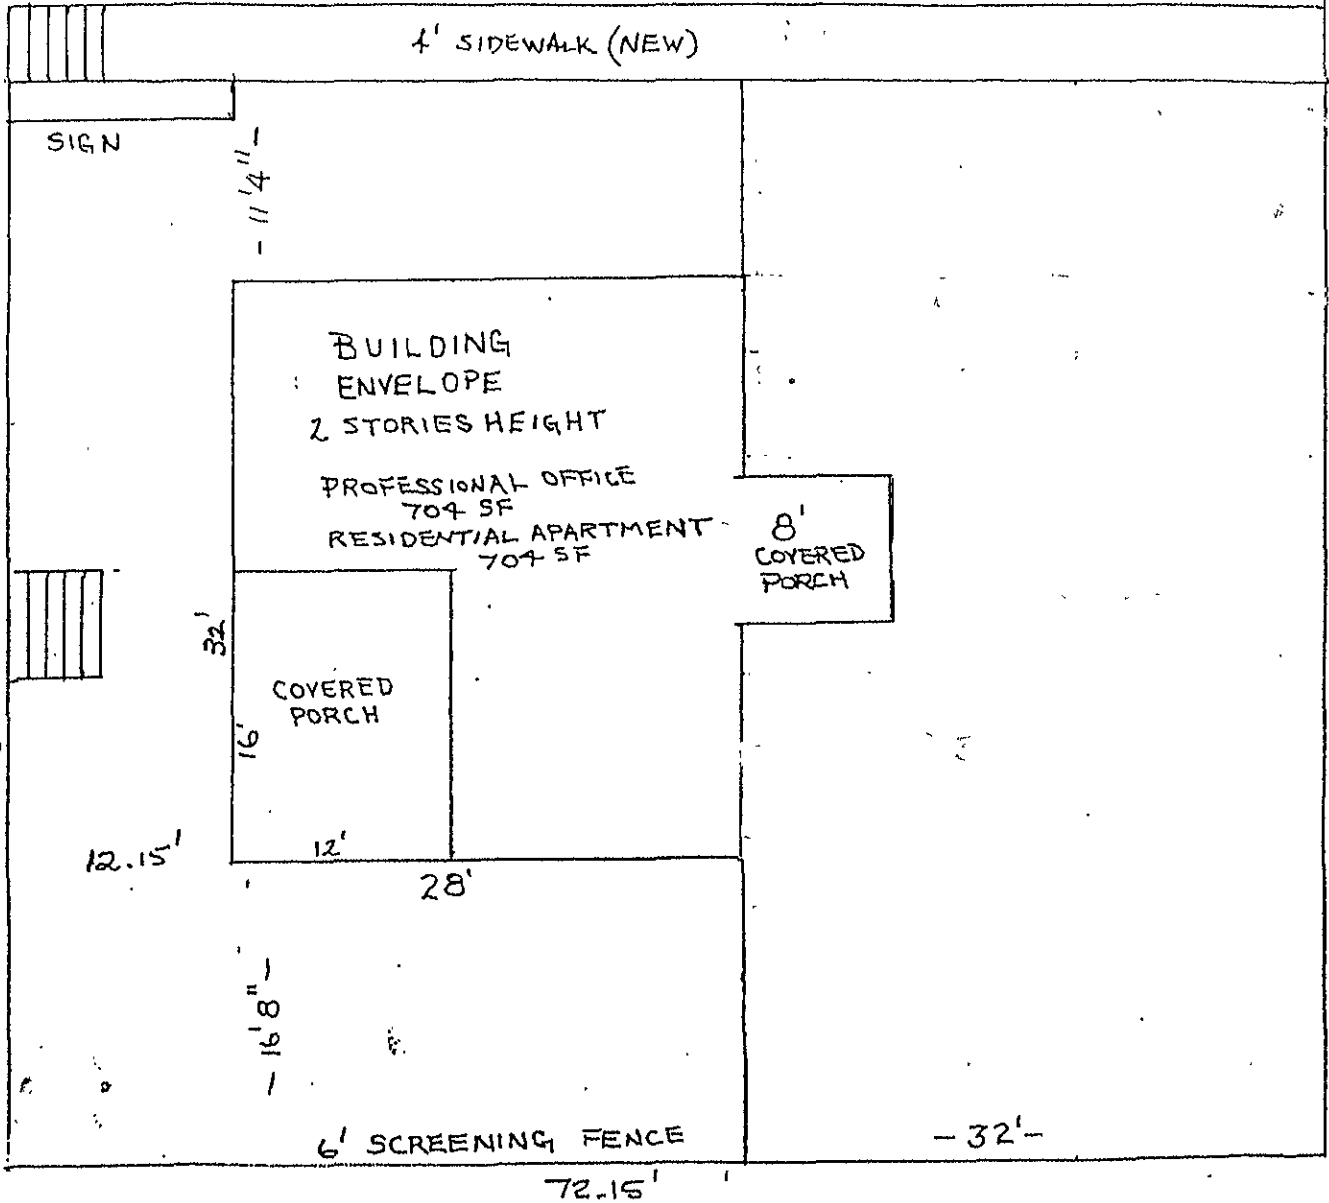 4' SIDEWALK (NEW)
SIGN
- 11'4" -
BUILDING
ENVELOPE
2 STORIES HEIGHT
PROFESSIONAL OFFICE
704 SF
RESIDENTIAL APARTMENT
704 SF
8'
COVERED
PORCH
32'
COVERED
PORCH
16'
12.15'
12'
28'
- 16'8" -
6' SCREENING FENCE
- 32' -
72.15'